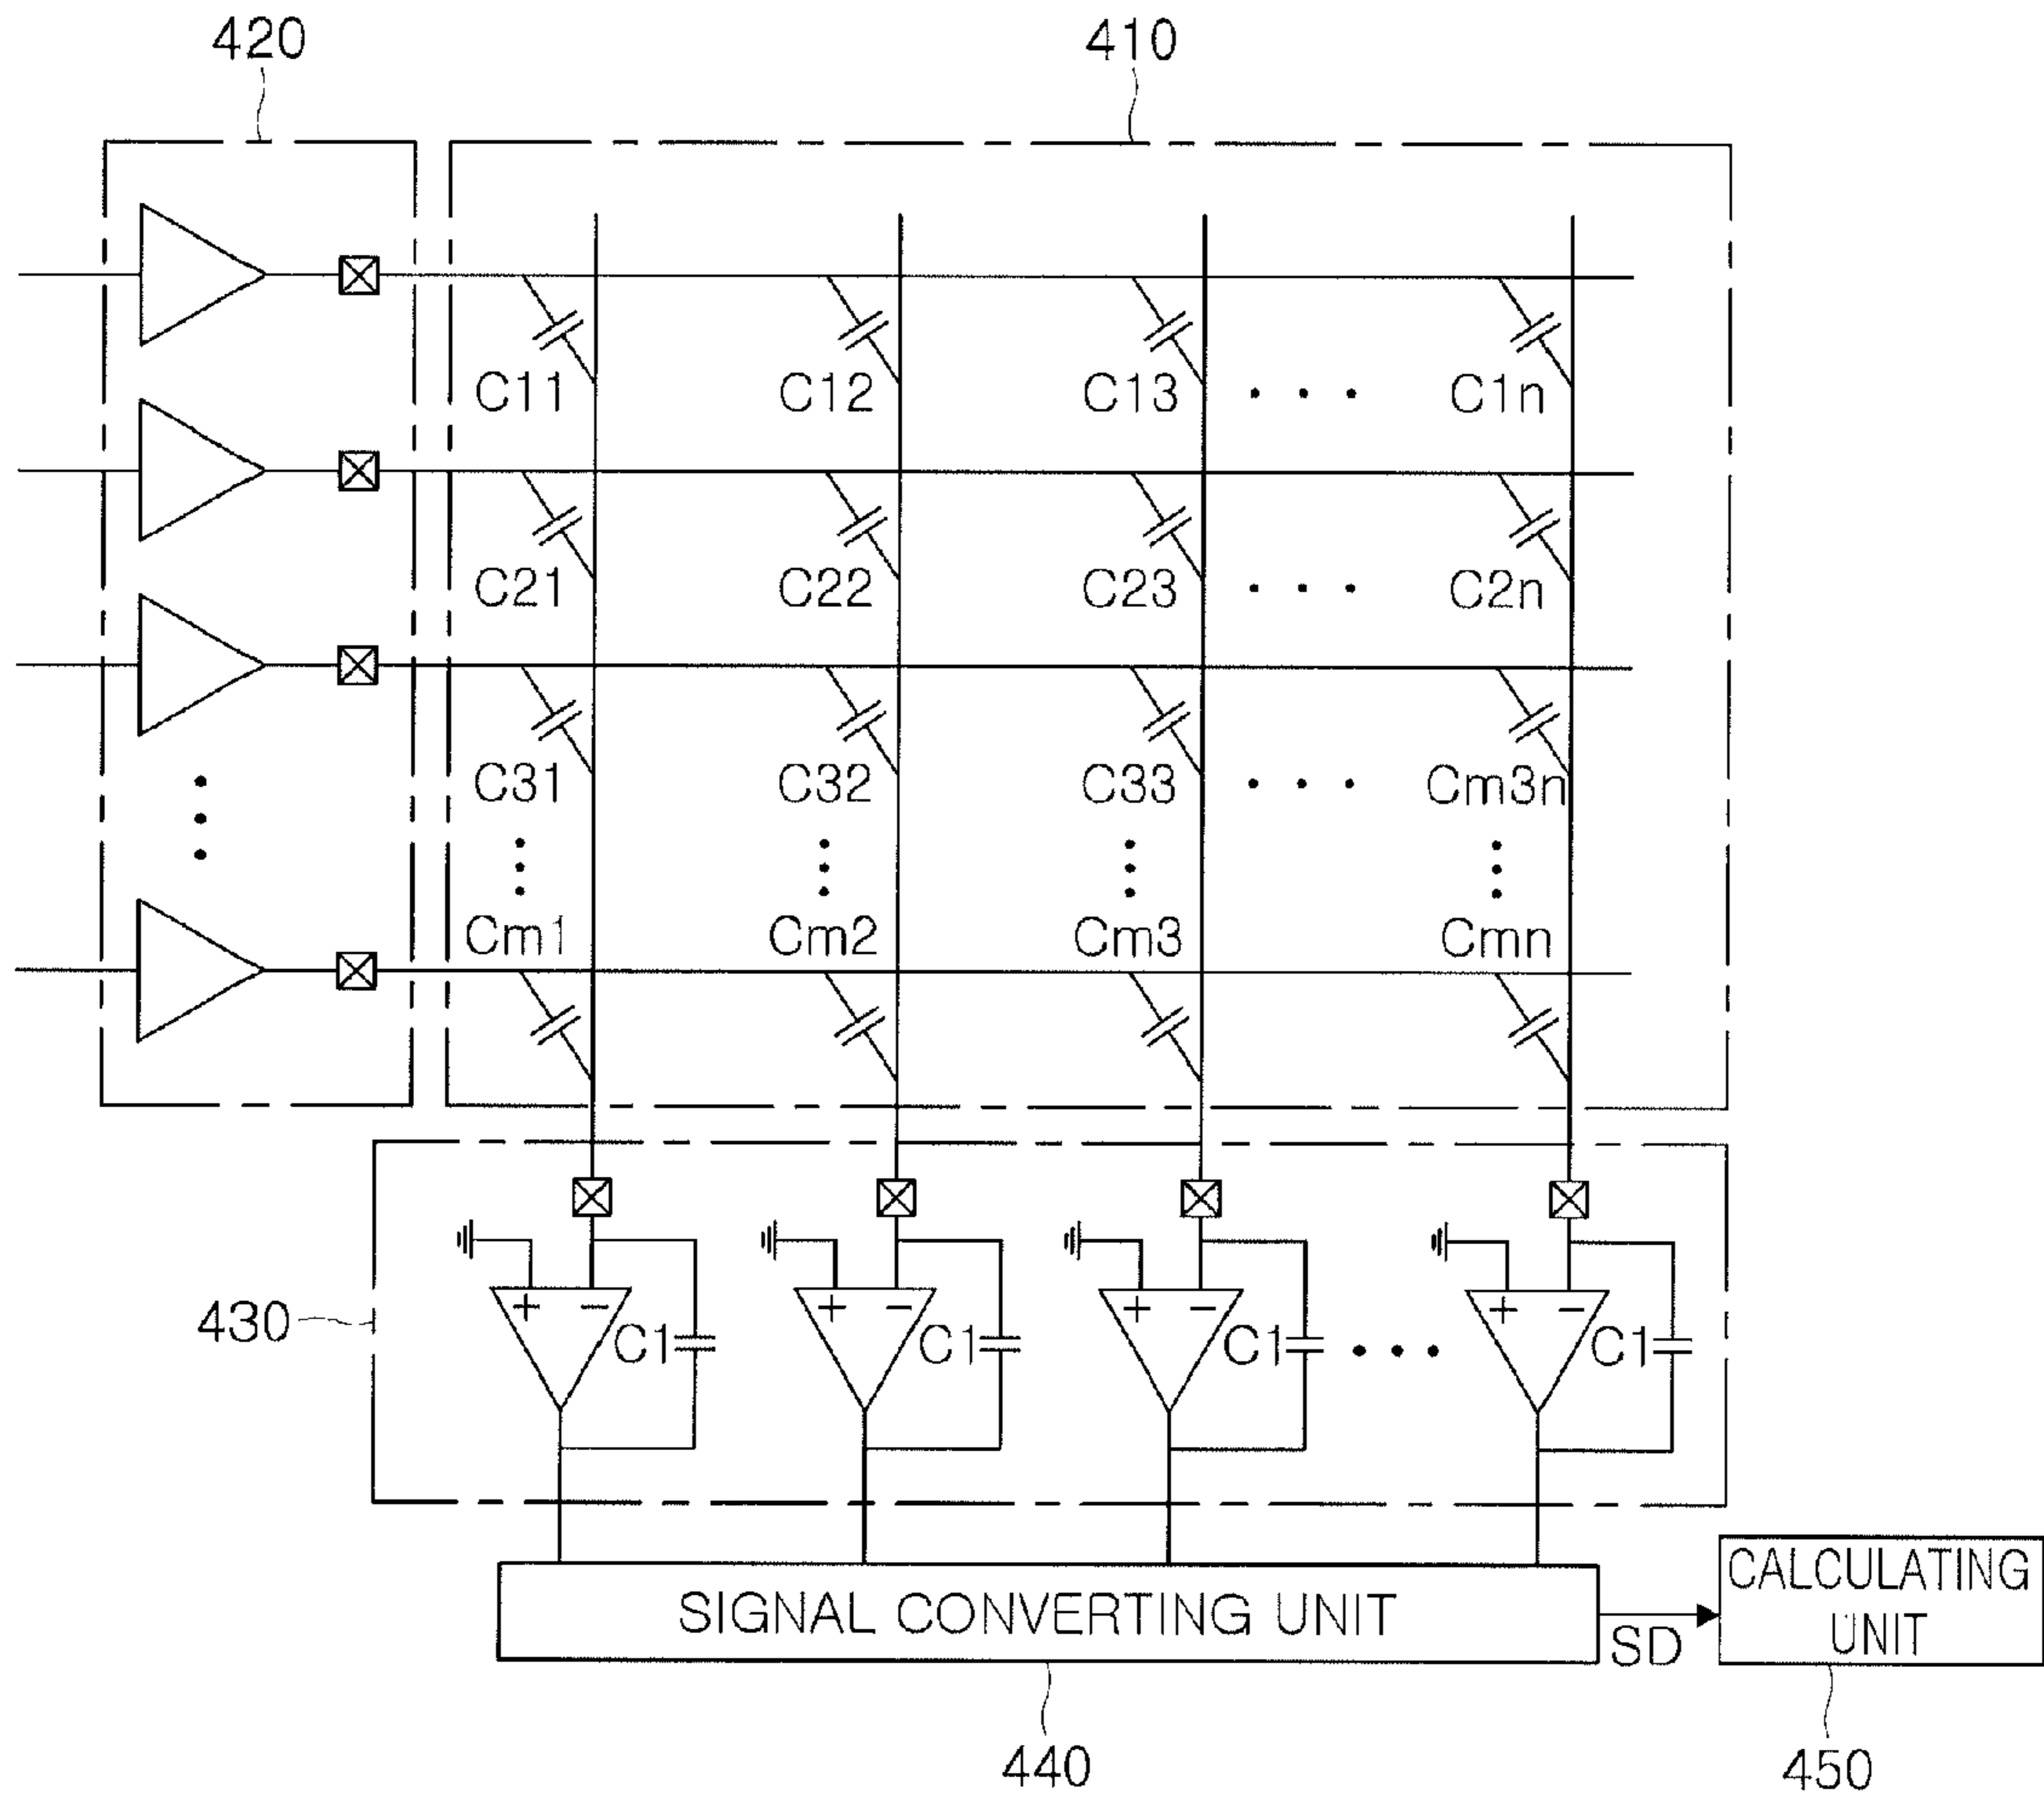 420 410
C11 C12 C13 . . . C1n
C21 C22 C23 . . . C2n
C31 C32 C33 . . . Cm3n
Cm1 Cm2 Cm3 Cmn
+ − + − + − + −
430 C1 C1 C1 . . . C1
SIGNAL CONVERTING UNIT
SD
CALCULATING
UNIT
440 450